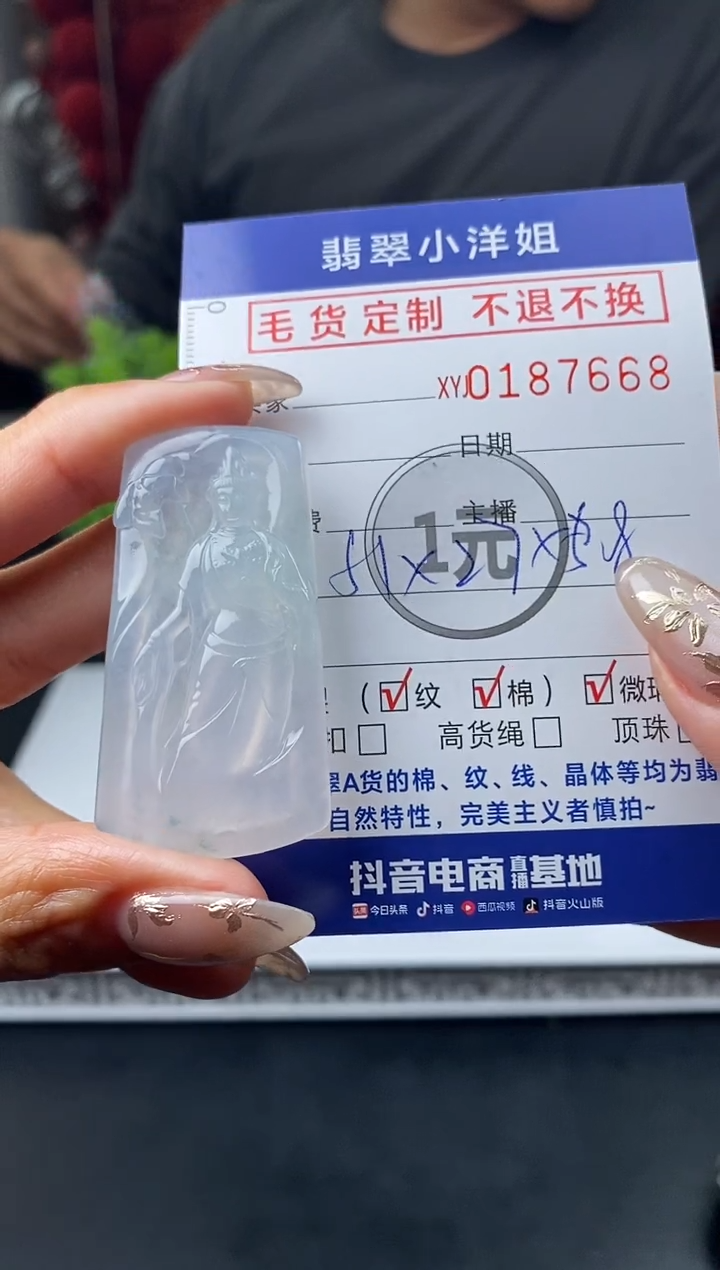 翡翠小洋姐
毛货定制 不退不换
XYJ0187668
日期
主播
1元
51×27×
纹 棉） 微
高货绳 顶珠
翠A货的棉、纹、线、晶体等均为翡
自然特性，完美主义者慎拍~
抖音电商直播基地
今日头条 抖音 西瓜视频 抖音火山版